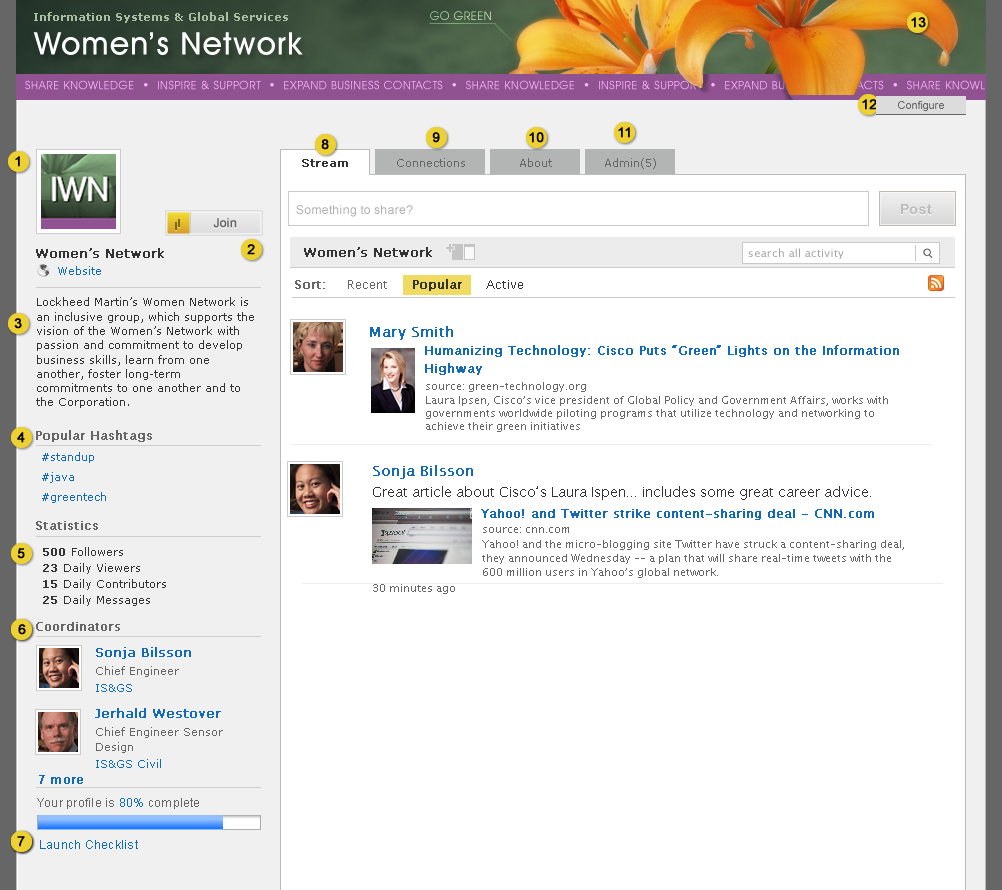 Information Systems & Global Services
Women's Network
GO GREEN
13
SHARE KNOWLEDGE • INSPIRE & SUPPORT • EXPAND BUSINESS CONTACTS • SHARE KNOWLEDGE • INSPIRE & SUPPORT • EXPAND BU ACTS • SHARE KNOWL
12
Configure
1
IWN
Join
2
Women's Network
Website
3
Lockheed Martin's Women Network is
an inclusive group, which supports the
vision of the Women's Network with
passion and commitment to develop
business skills, learn from one
another, foster long-term
commitments to one another and to
the Corporation.
4
Popular Hashtags
#standup
#java
#greentech
Statistics
5
500 Followers
23 Daily Viewers
15 Daily Contributors
25 Daily Messages
6
Coordinators
Sonja Bilsson
Chief Engineer
IS&GS
Jerhald Westover
Chief Engineer Sensor
Design
IS&GS Civil
7 more
Your profile is 80% complete
7
Launch Checklist
8
Stream
9
Connections
10
About
11
Admin(5)
Something to share?
Post
Women's Network
search all activity
Sort: Recent Popular Active
Mary Smith
Humanizing Technology: Cisco Puts "Green" Lights on the Information
Highway
source: green-technology.org
Laura Ipsen, Cisco's vice president of Global Policy and Government Affairs, works with
governments worldwide piloting programs that utilize technology and networking to
achieve their green initiatives
Sonja Bilsson
Great article about Cisco's Laura Ispen... includes some great career advice.
Yahoo! and Twitter strike content-sharing deal - CNN.com
source: cnn.com
Yahoo! and the micro-blogging site Twitter have struck a content-sharing deal,
they announced Wednesday -- a plan that will share real-time tweets with the
600 million users in Yahoo's global network.
30 minutes ago